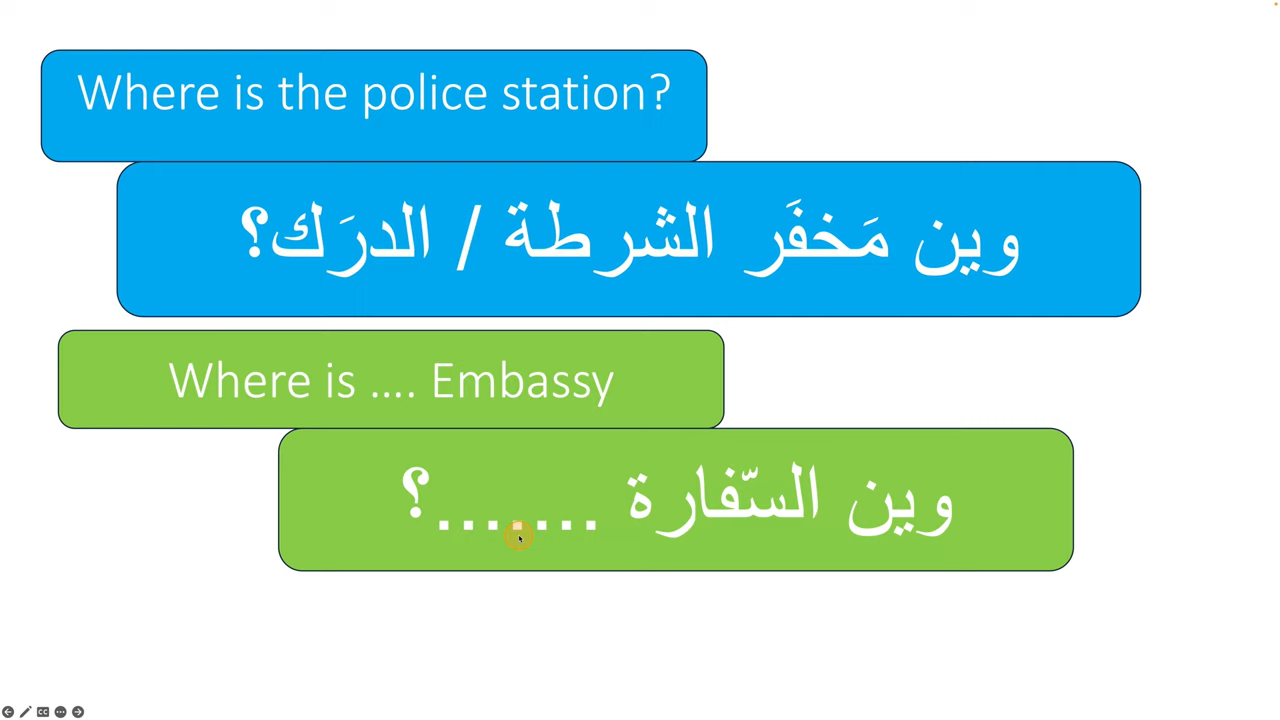 Where is the police station?
وين مَخفَر الشرطة / الدرَك؟
Where is .... Embassy
وين السّفارة .......؟